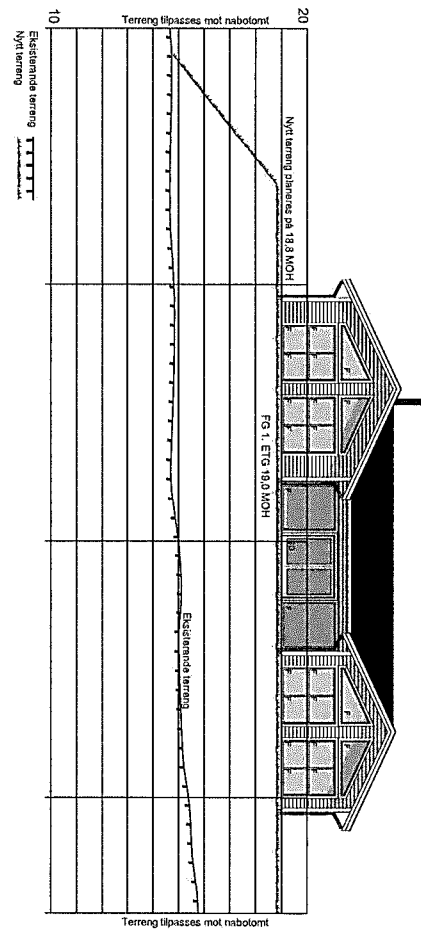 20
10
Terreng tilpasses mot nabotomt
Nytt terreng planeres på 18,8 MOH
FG 1. ETG 19,0 MOH
Eksisterande terreng
Terreng tilpasses mot nabotomt
Eksisterande terreng
Nytt terreng